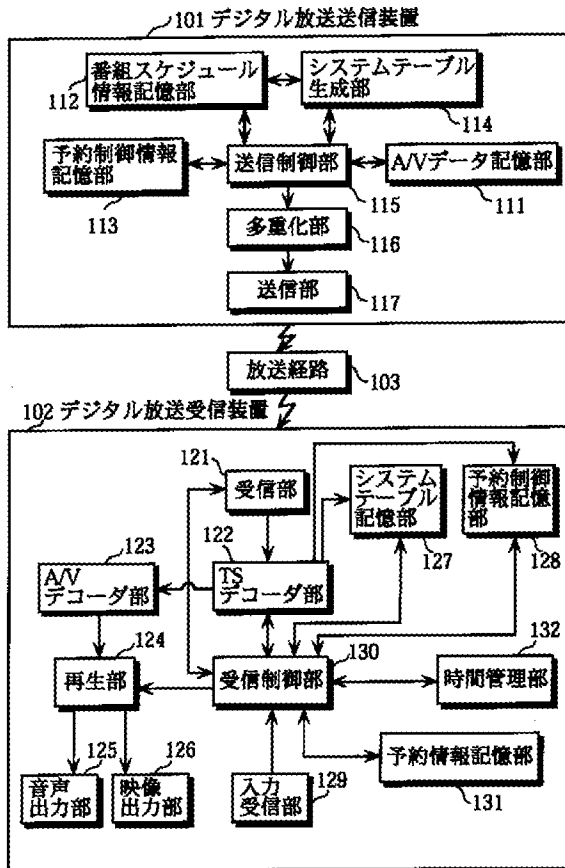 101 デジタル放送送信装置
番組スケジュール
情報記憶部
112
システムテーブル
生成部
114
予約制御情報
記憶部
113
送信制御部
115
A/Vデータ記憶部
111
多重化部
116
送信部
117
放送経路
103
102 デジタル放送受信装置
121
受信部
システム
テーブル
記憶部
127
予約制御
情報記憶
部
128
122
TS
デコーダ部
123
A/V
デコーダ部
124
再生部
130
受信制御部
132
時間管理部
125
音声
出力部
126
映像
出力部
入力
受信部
129
予約情報記憶部
131